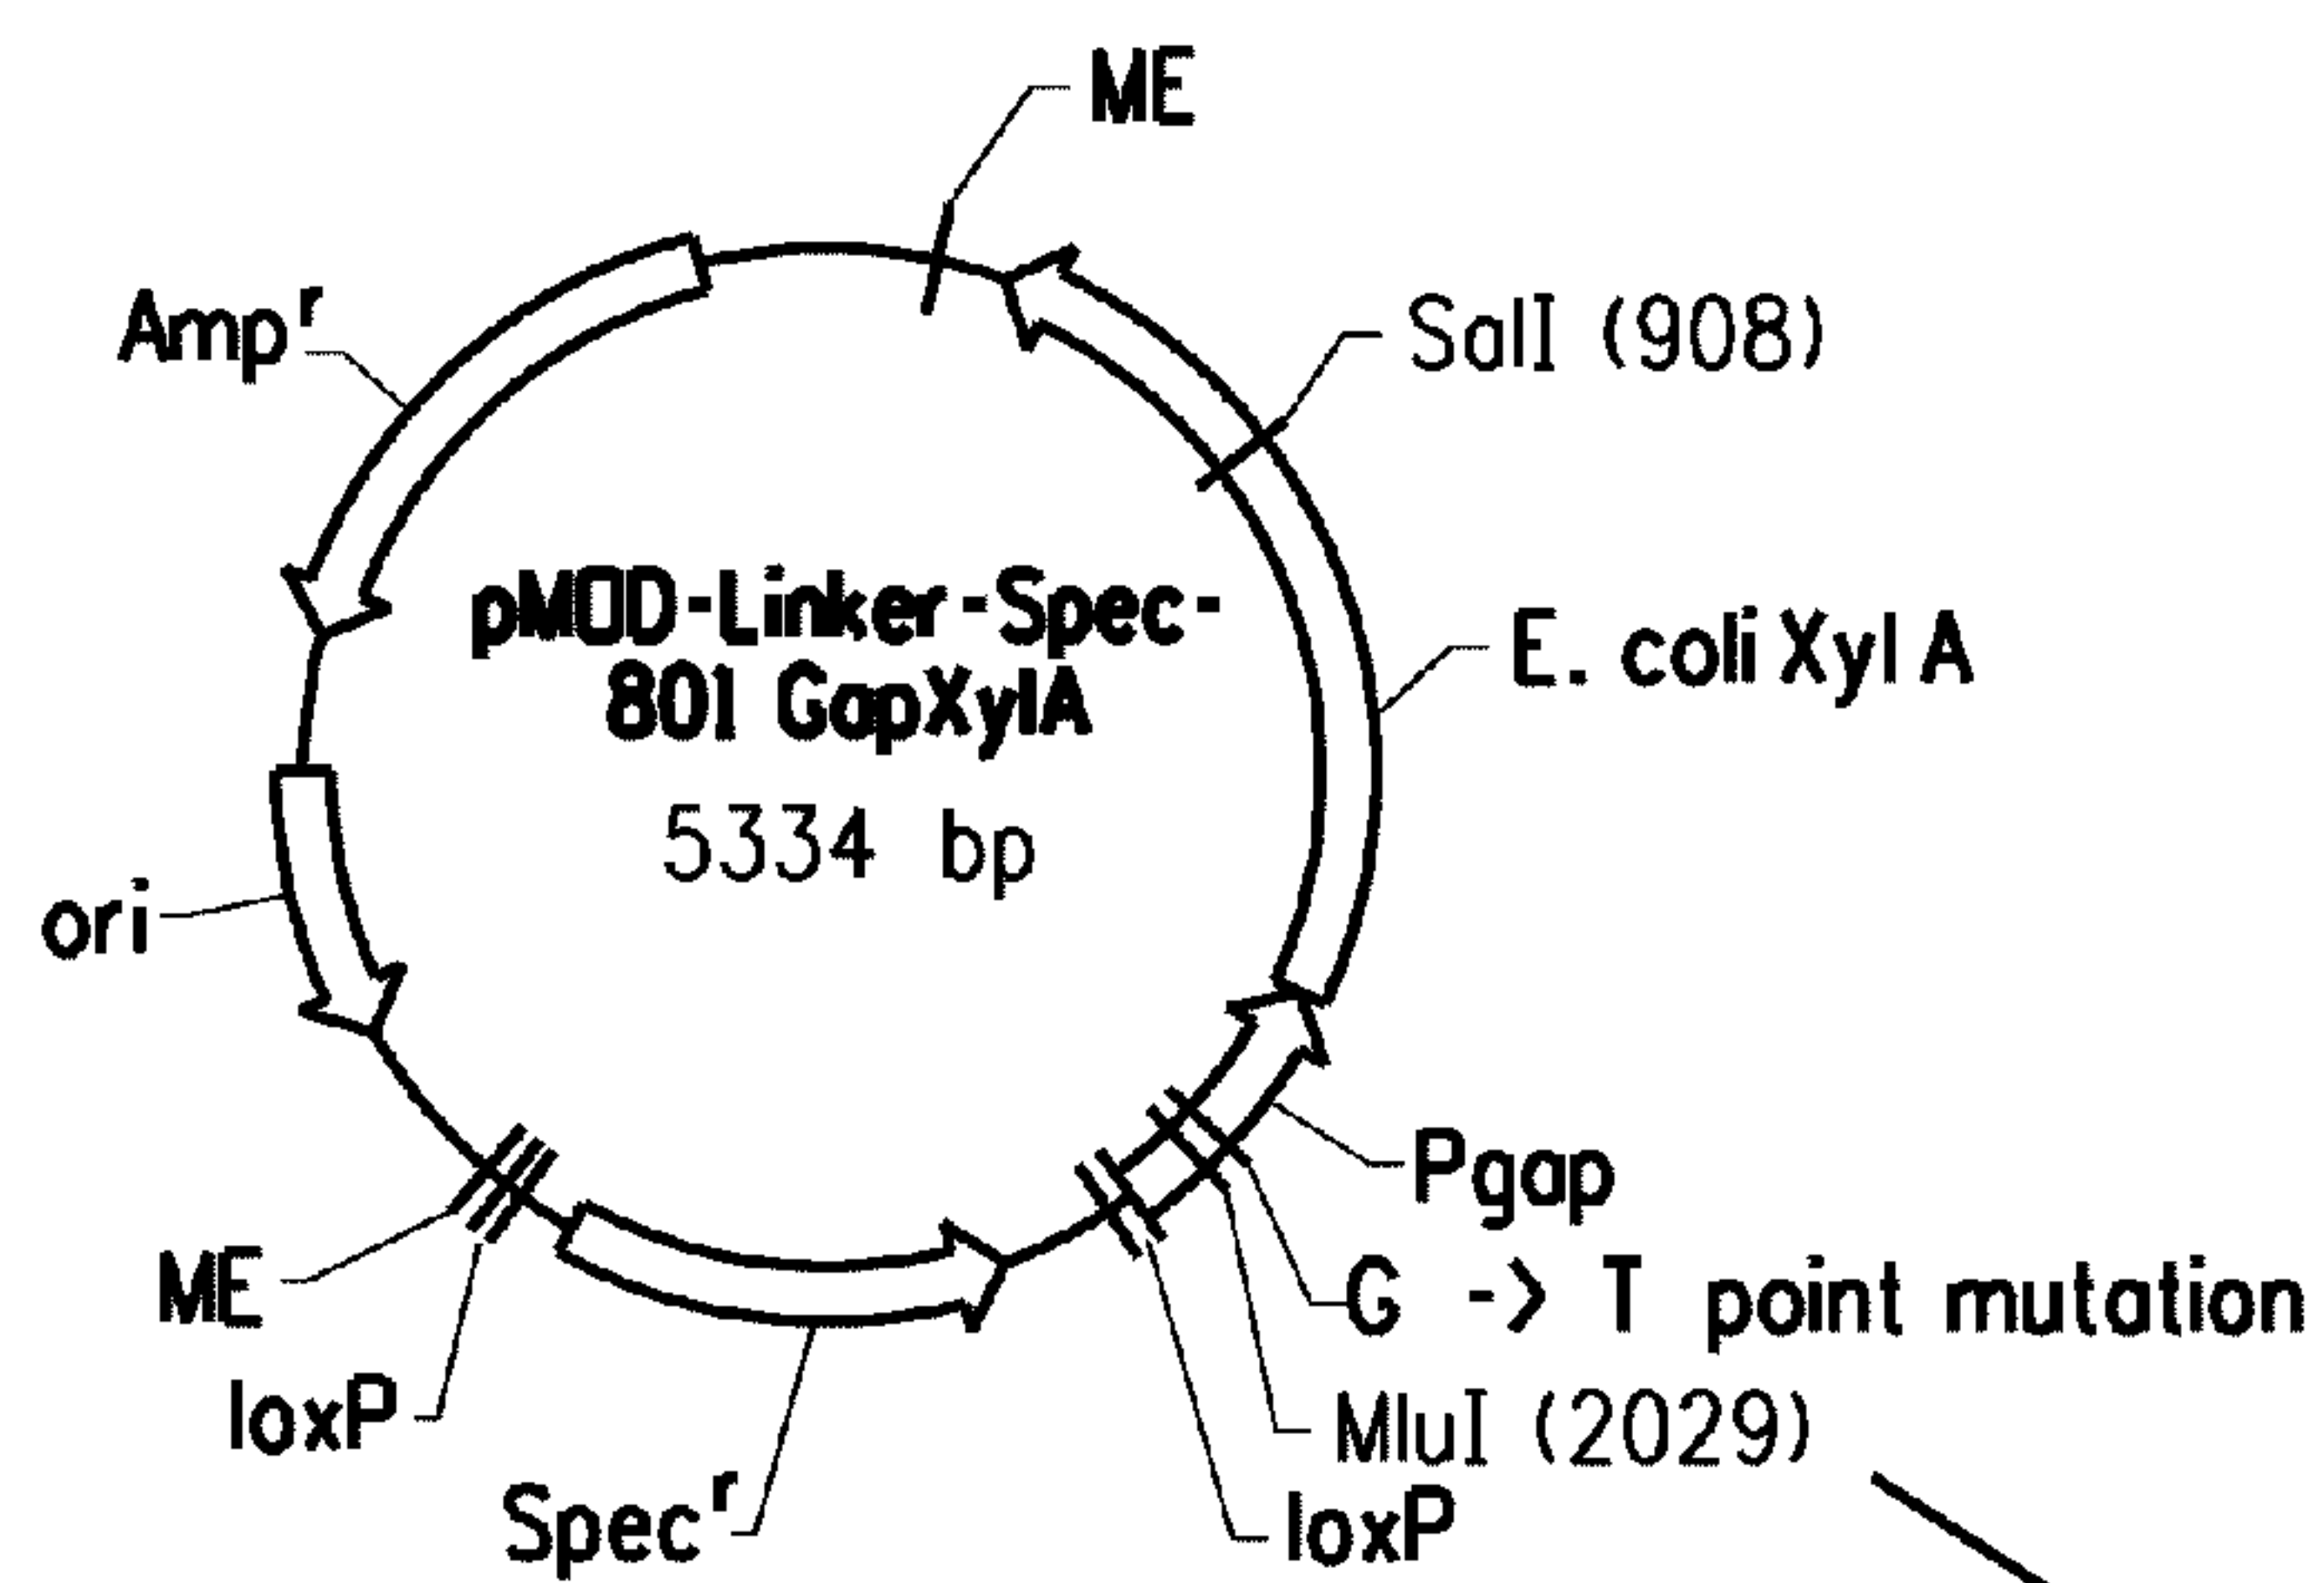 ME
Ampʳ
SalI (908)
pMOD-Linker-Spec-
801 GapXylA
E. coli Xyl A
5334 bp
ori
Pgap
ME
G -> T point mutation
loxP
MluI (2029)
Specʳ
loxP